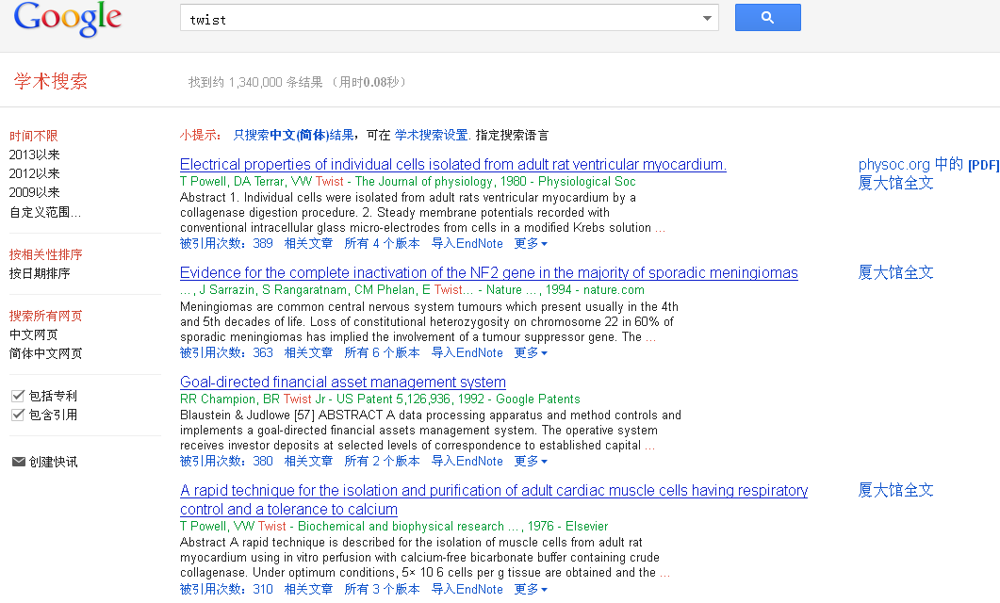 Google
twist
学术搜索
找到约 1,340,000 条结果 （用时0.08秒）
时间不限
2013以来
2012以来
2009以来
自定义范围...
按相关性排序
按日期排序
搜索所有网页
中文网页
简体中文网页
包括专利
包含引用
创建快讯
小提示： 只搜索中文(简体)结果，可在 学术搜索设置. 指定搜索语言
Electrical properties of individual cells isolated from adult rat ventricular myocardium.
T Powell, DA Terrar, VW Twist - The Journal of physiology, 1980 - Physiological Soc
Abstract 1. Individual cells were isolated from adult rats ventricular myocardium by a
collagenase digestion procedure. 2. Steady membrane potentials recorded with
conventional intracellular glass micro-electrodes from cells in a modified Krebs solution ...
被引用次数：389 相关文章 所有 4 个版本 导入EndNote 更多
physoc.org 中的 [PDF]
厦大馆全文
Evidence for the complete inactivation of the NF2 gene in the majority of sporadic meningiomas
..., J Sarrazin, S Rangaratnam, CM Phelan, E Twist... - Nature ..., 1994 - nature.com
Meningiomas are common central nervous system tumours which present usually in the 4th
and 5th decades of life. Loss of constitutional heterozygosity on chromosome 22 in 60% of
sporadic meningiomas has implied the involvement of a tumour suppressor gene. The ...
被引用次数：363 相关文章 所有 6 个版本 导入EndNote 更多
厦大馆全文
Goal-directed financial asset management system
RR Champion, BR Twist Jr - US Patent 5,126,936, 1992 - Google Patents
Blaustein & Judlowe [57] ABSTRACT A data processing apparatus and method controls and
implements a goal-directed financial assets management system. The operative system
receives investor deposits at selected levels of correspondence to established capital ...
被引用次数：380 相关文章 所有 2 个版本 导入EndNote 更多
A rapid technique for the isolation and purification of adult cardiac muscle cells having respiratory
control and a tolerance to calcium
T Powell, VW Twist - Biochemical and biophysical research ..., 1976 - Elsevier
Abstract A rapid technique is described for the isolation of muscle cells from adult rat
myocardium using in vitro perfusion with calcium-free bicarbonate buffer containing crude
collagenase. Under optimum conditions, 5× 10 6 cells per g tissue are obtained and the ...
被引用次数：310 相关文章 所有 3 个版本 导入EndNote 更多
厦大馆全文